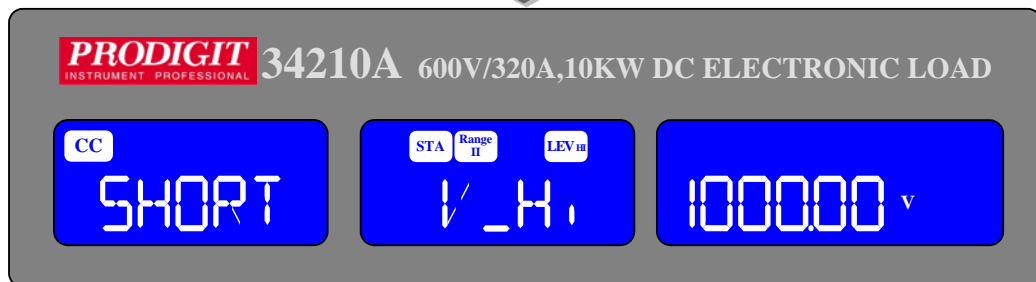 PRODIGIT
INSTRUMENT PROFESSIONAL
34210A 600V/320A,10KW DC ELECTRONIC LOAD
CC
SHORT
STA Range II LEV HI
V_Hi
1000.00 V